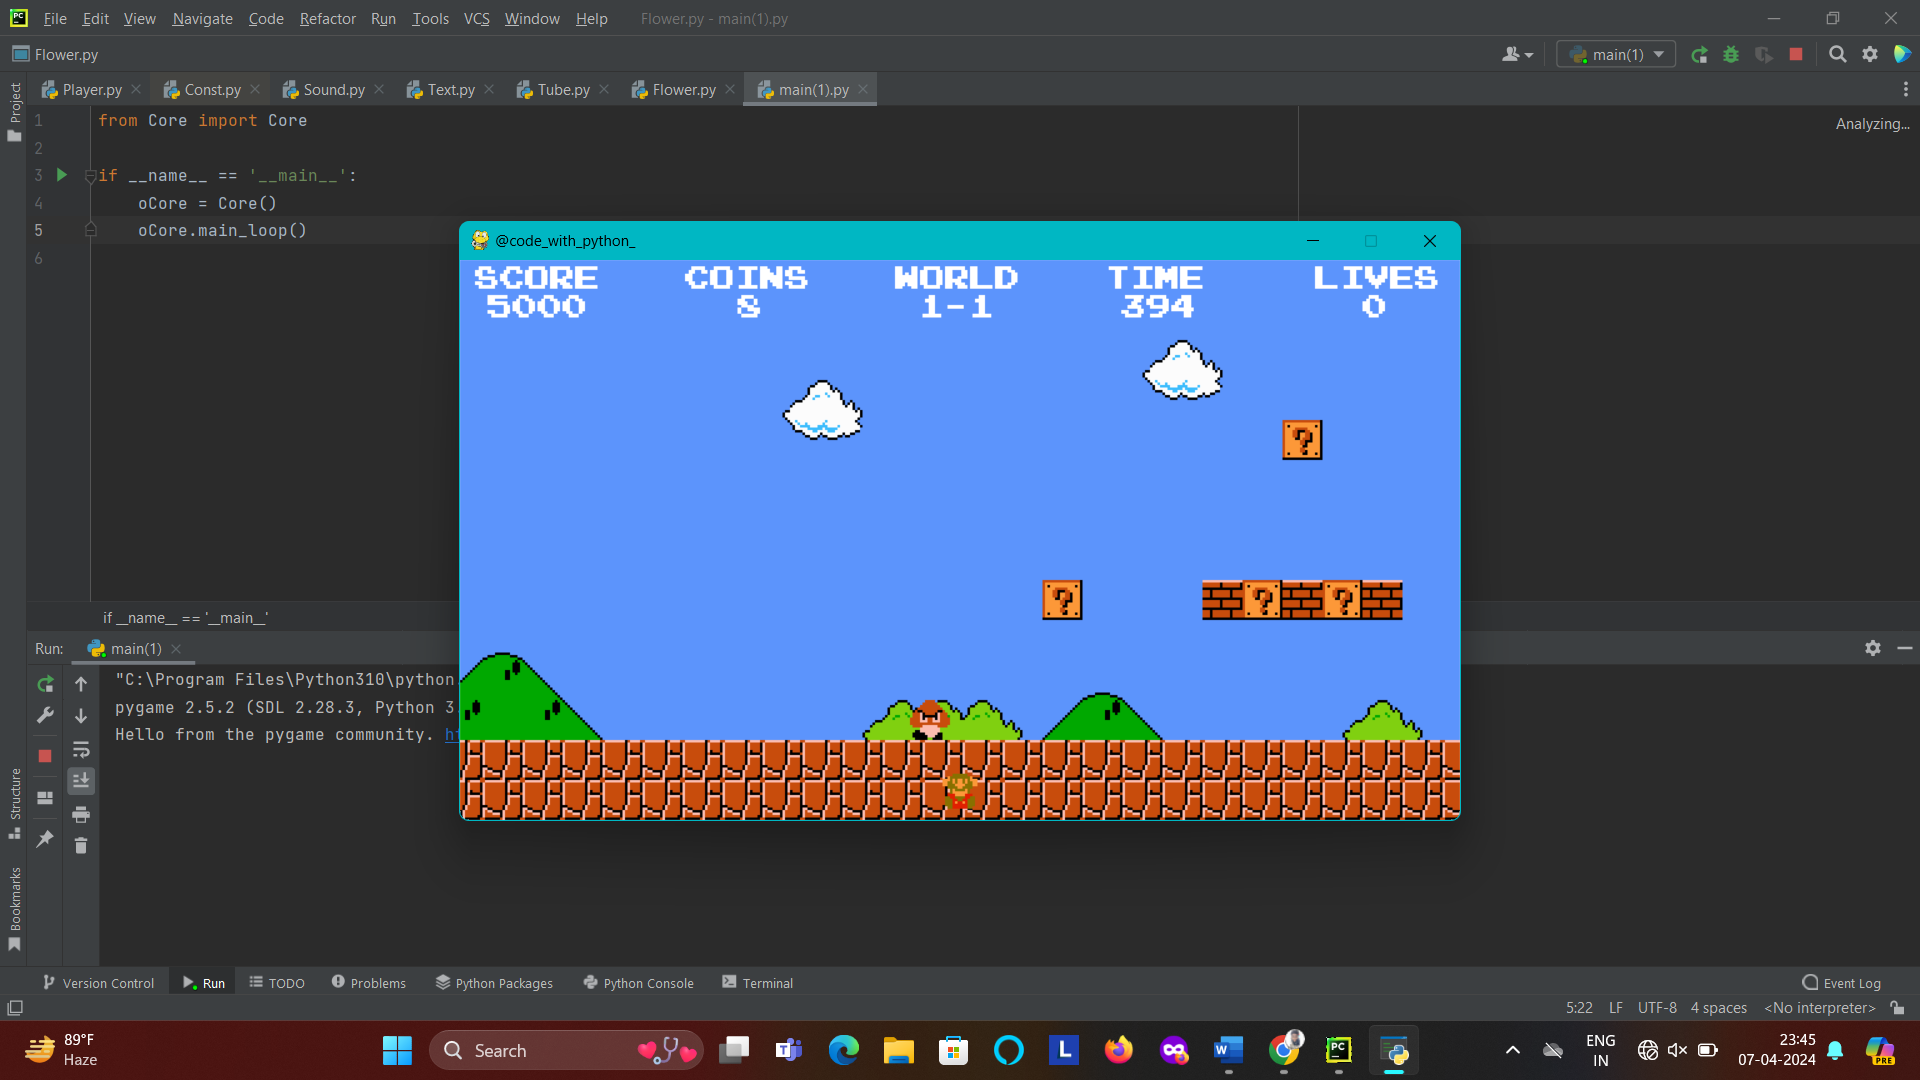 File Edit View Navigate Code Refactor Run Tools VCS Window Help Flower.py - main(1).py
Flower.py
main(1)
Player.py Const.py Sound.py Text.py Tube.py Flower.py main(1).py
Project
1 from Core import Core
Analyzing...
2
3 if __name__ == '__main__':
4 oCore = Core()
5 oCore.main_loop()
6
@code_with_python_
SCORE COINS WORLD TIME LIVES
5000 8 1-1 394 0
?
? ? ?
if __name__ == '__main__'
Run: main(1)
"C:\Program Files\Python310\python.
pygame 2.5.2 (SDL 2.28.3, Python 3.
Hello from the pygame community. ht
Structure
Bookmarks
Version Control Run TODO Problems Python Packages Python Console Terminal Event Log
5:22 LF UTF-8 4 spaces <No interpreter>
89°F
Haze
Search
ENG
IN
23:45
07-04-2024